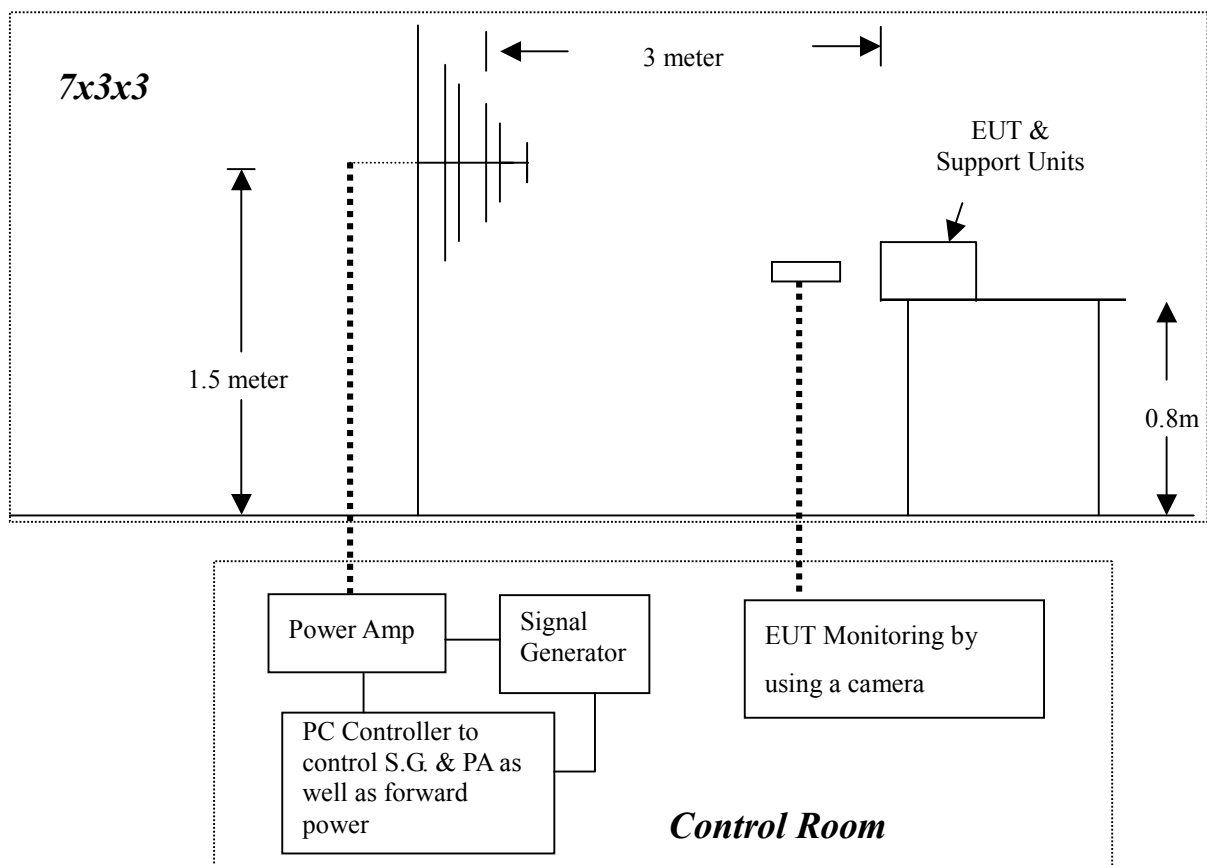 3 meter
7x3x3
EUT &
Support Units
1.5 meter
0.8m
Power Amp
Signal
Generator
EUT Monitoring by
using a camera
PC Controller to
control S.G. & PA as
well as forward
power
Control Room